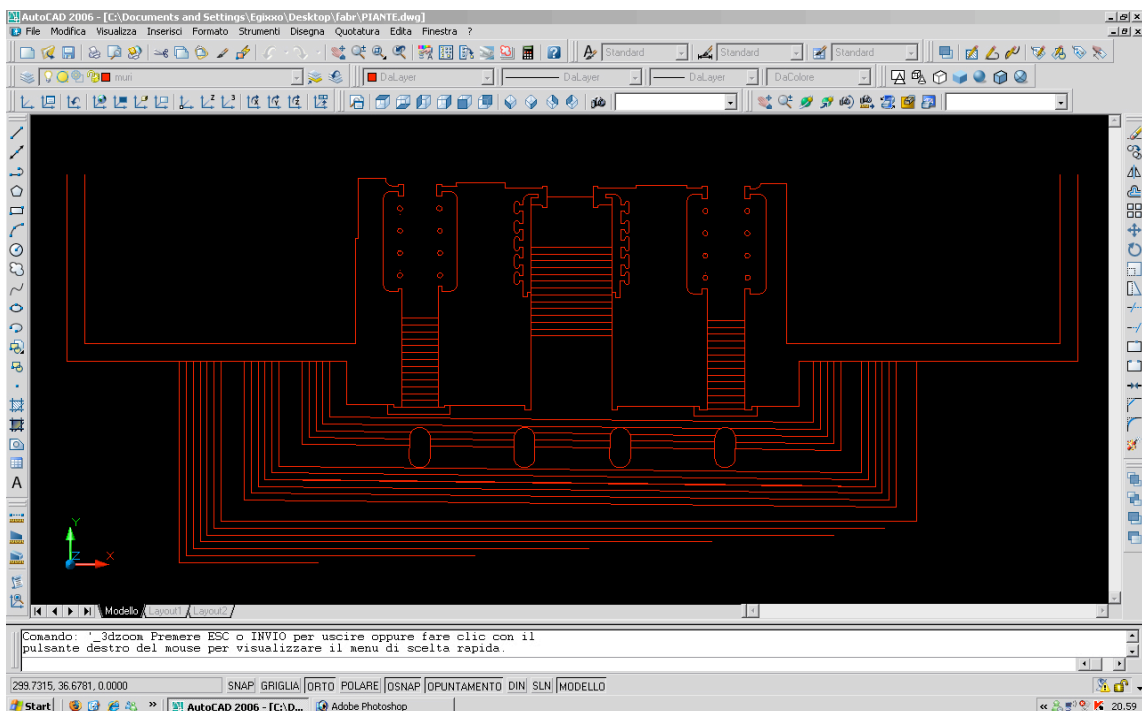 AutoCAD 2006 - [C:\Documents and Settings\Egixxo\Desktop\fabr\PIANTE.dwg]
File Modifica Visualizza Inserisci Formato Strumenti Disegna Quotatura Edita Finestra ?
Standard Standard Standard
muri DaLayer DaLayer DaLayer DaColore
Y
Z X
Modello Layout1 Layout2
Comando: '_3dzoom Premere ESC o INVIO per uscire oppure fare clic con il
pulsante destro del mouse per visualizzare il menu di scelta rapida.
299.7315, 36.6781, 0.0000 SNAP GRIGLIA ORTO POLARE OSNAP OPUNTAMENTO DIN SLN MODELLO
Start » AutoCAD 2006 - [C:\D... Adobe Photoshop « 20.59